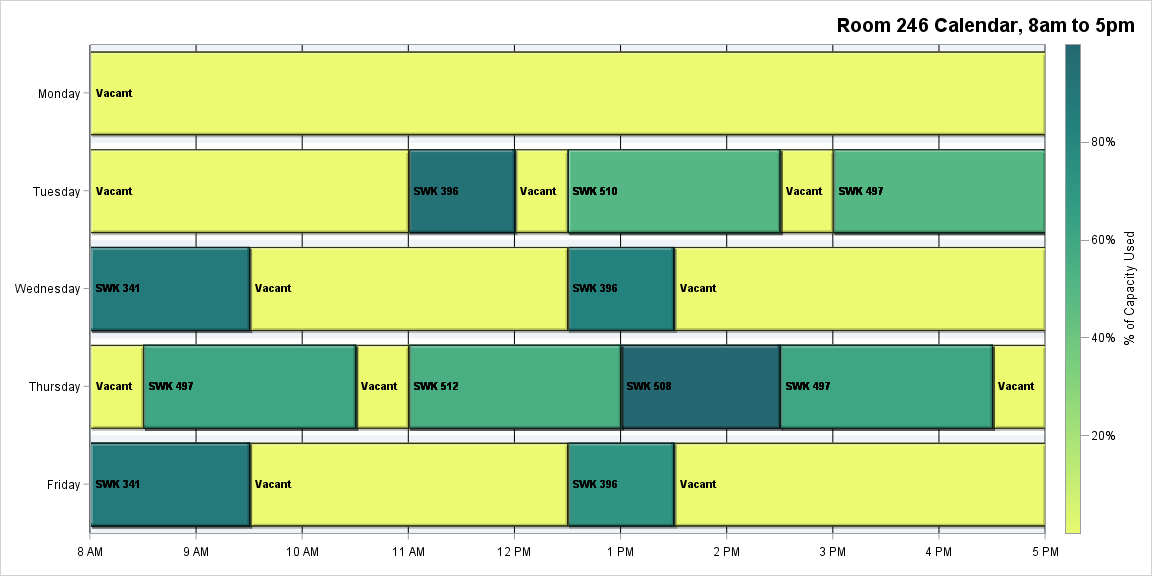 Room 246 Calendar, 8am to 5pm
Monday
Vacant
Tuesday
Vacant
SWK 396
Vacant
SWK 510
Vacant
SWK 497
Wednesday
SWK 341
Vacant
SWK 396
Vacant
Thursday
Vacant
SWK 497
Vacant
SWK 512
SWK 508
SWK 497
Vacant
Friday
SWK 341
Vacant
SWK 396
Vacant
8 AM
9 AM
10 AM
11 AM
12 PM
1 PM
2 PM
3 PM
4 PM
5 PM
80%
60%
40%
20%
% of Capacity Used